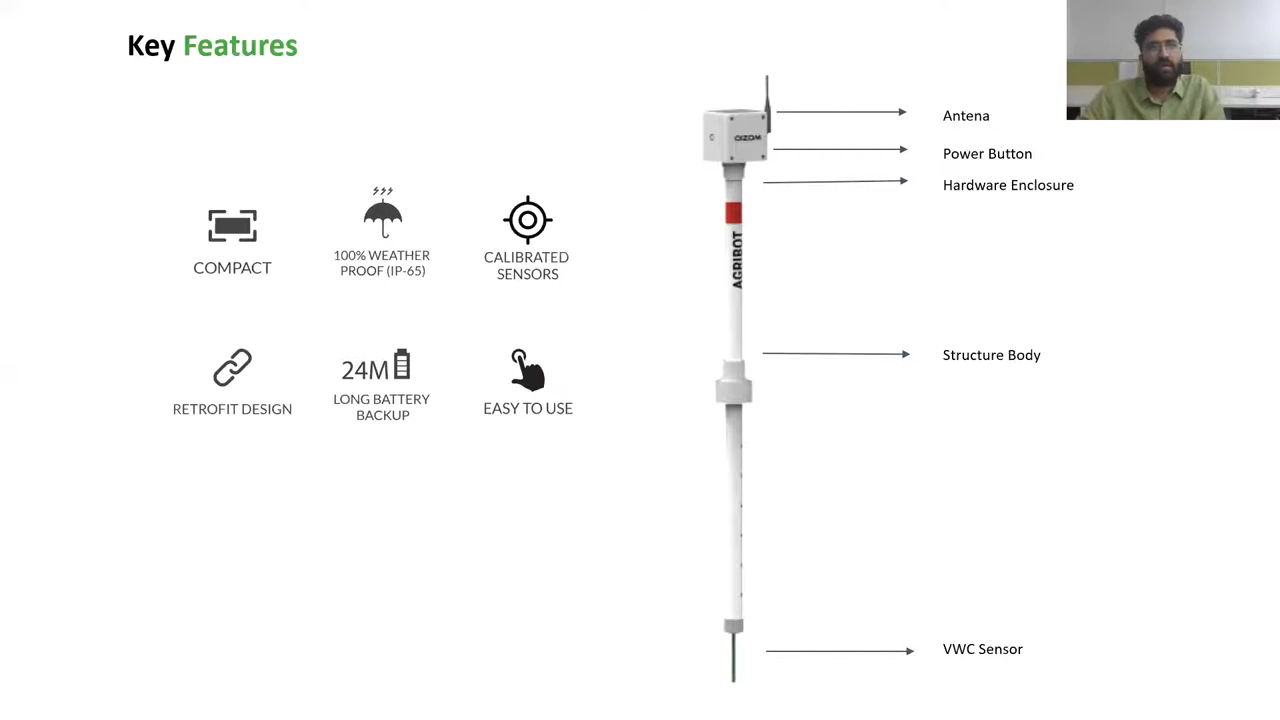 Key Features
COMPACT
100% WEATHER
PROOF (IP-65)
CALIBRATED
SENSORS
RETROFIT DESIGN
24M
LONG BATTERY
BACKUP
EASY TO USE
OIZOM
AGRIBOT
Antena
Power Button
Hardware Enclosure
Structure Body
VWC Sensor